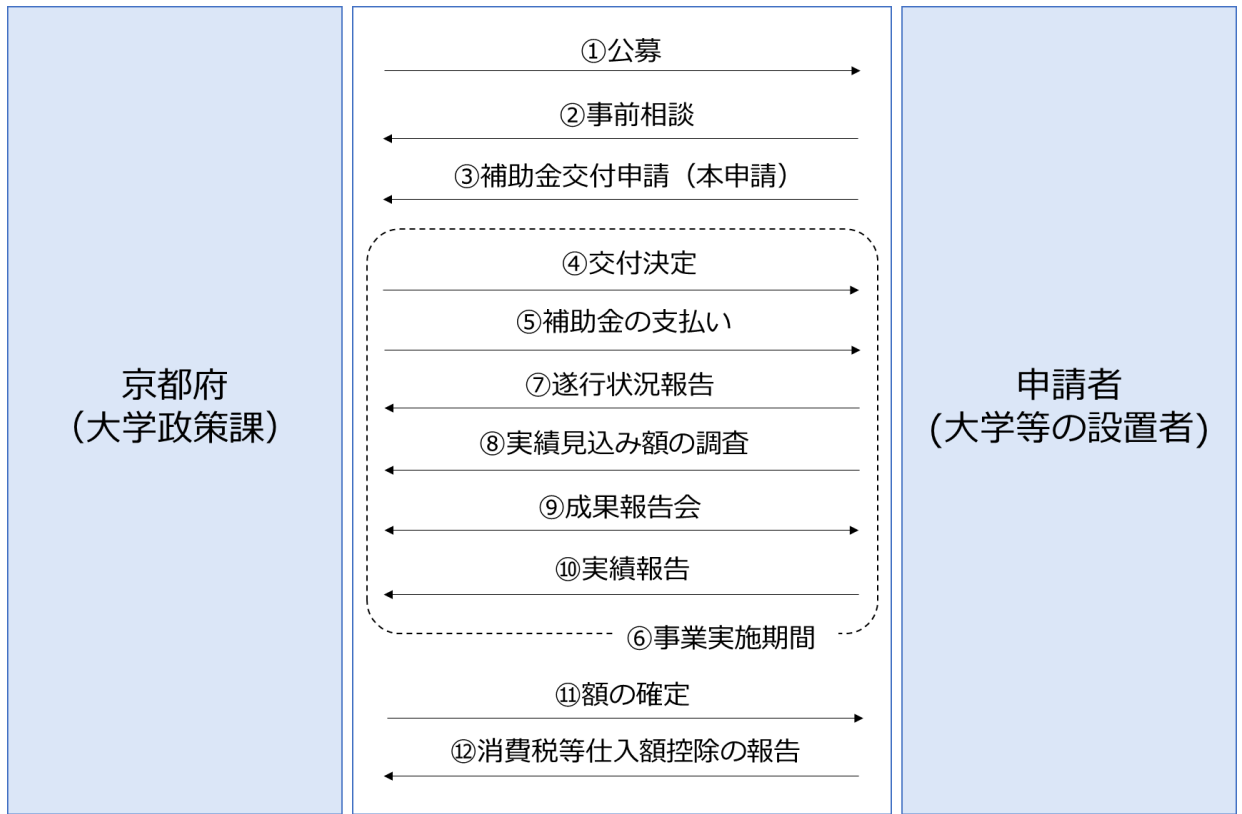 京都府
（大学政策課）
①公募
②事前相談
③補助金交付申請（本申請）
④交付決定
⑤補助金の支払い
⑦遂行状況報告
⑧実績見込み額の調査
⑨成果報告会
⑩実績報告
⑥事業実施期間
⑪額の確定
⑫消費税等仕入額控除の報告
申請者
(大学等の設置者)